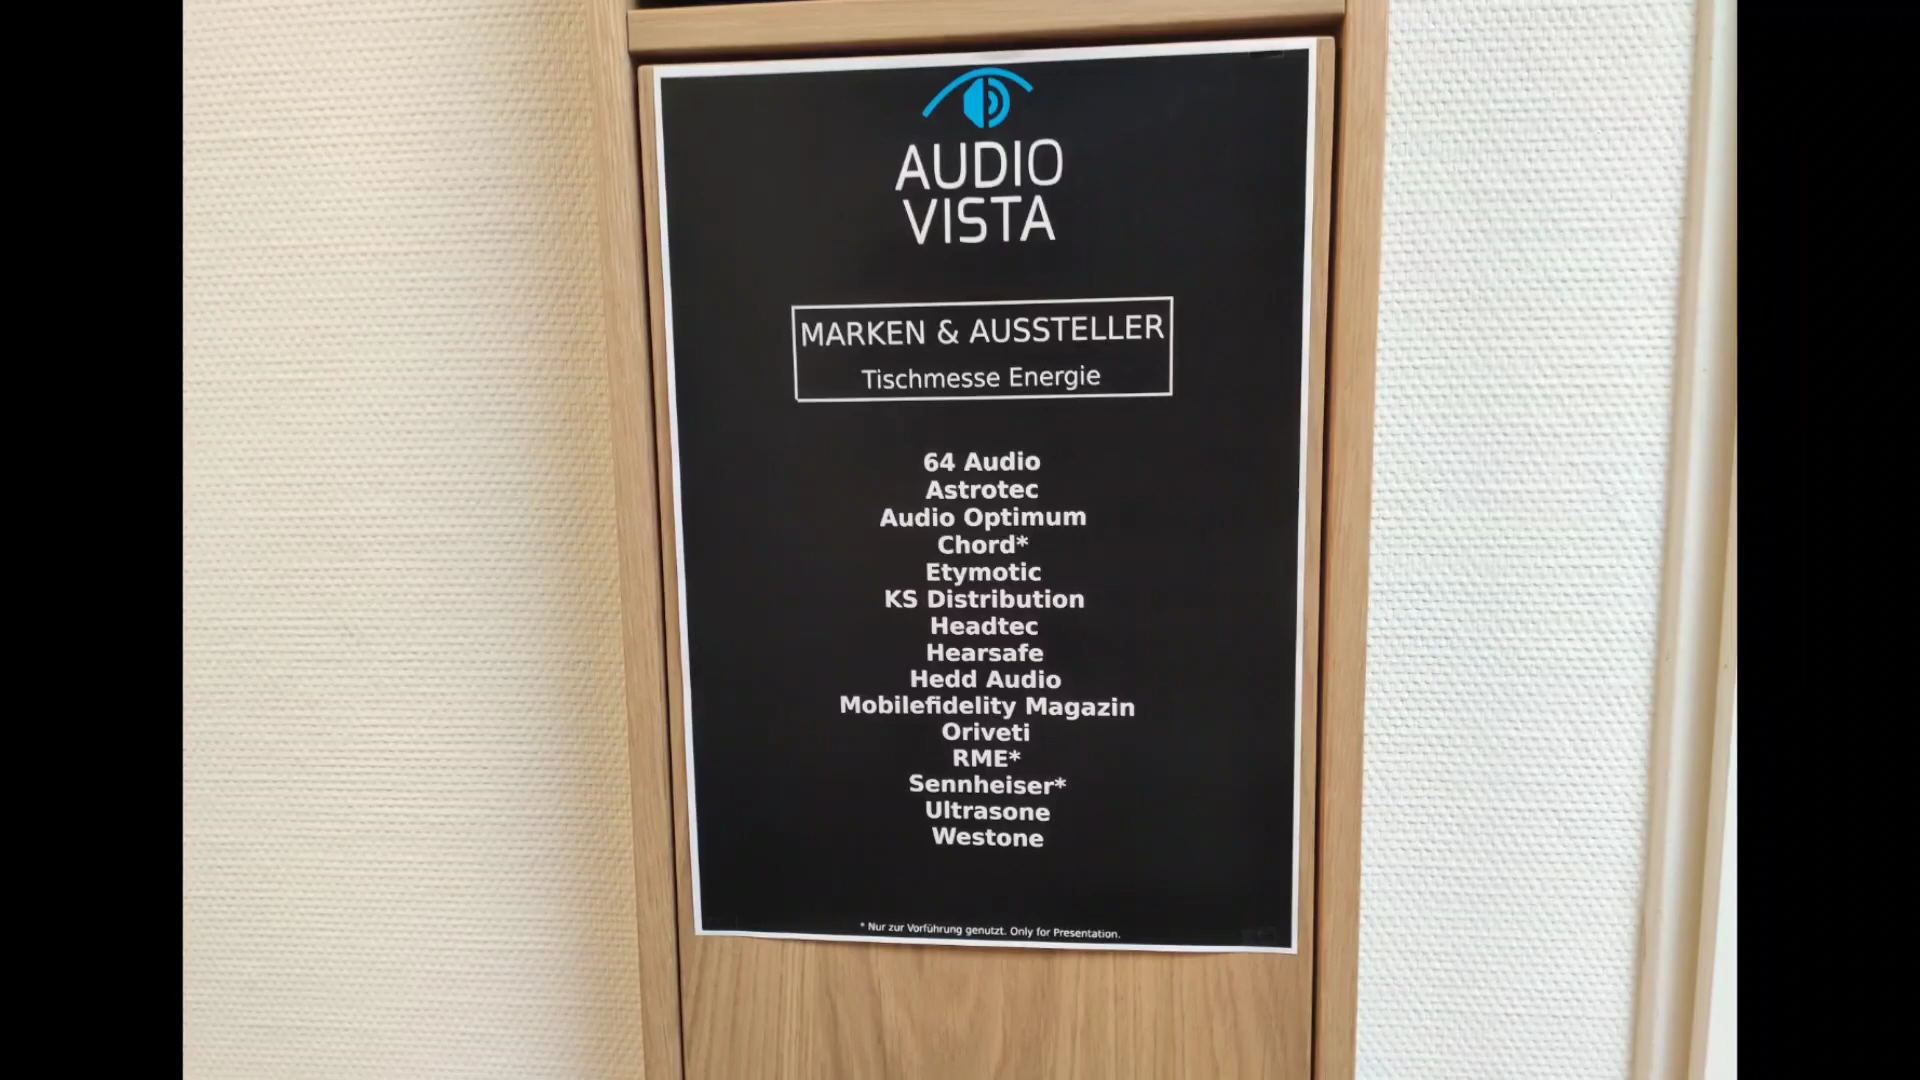 AUDIO
VISTA
MARKEN & AUSSTELLER
Tischmesse Energie
64 Audio
Astrotec
Audio Optimum
Chord*
Etymotic
KS Distribution
Headtec
Hearsafe
Hedd Audio
Mobilefidelity Magazin
Oriveti
RME*
Sennheiser*
Ultrasone
Westone
* Nur zur Vorführung genutzt. Only for Presentation.